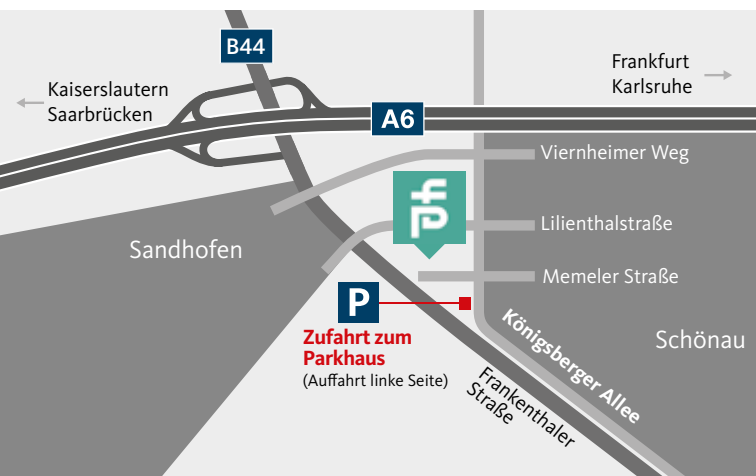 B44
Kaiserslautern
Saarbrücken
Frankfurt
Karlsruhe
A6
Viernheimer Weg
Lilienthalstraße
Sandhofen
Memeler Straße
P
Zufahrt zum
Parkhaus
(Auffahrt linke Seite)
Königsberger Allee
Schönau
Frankenthaler
Straße